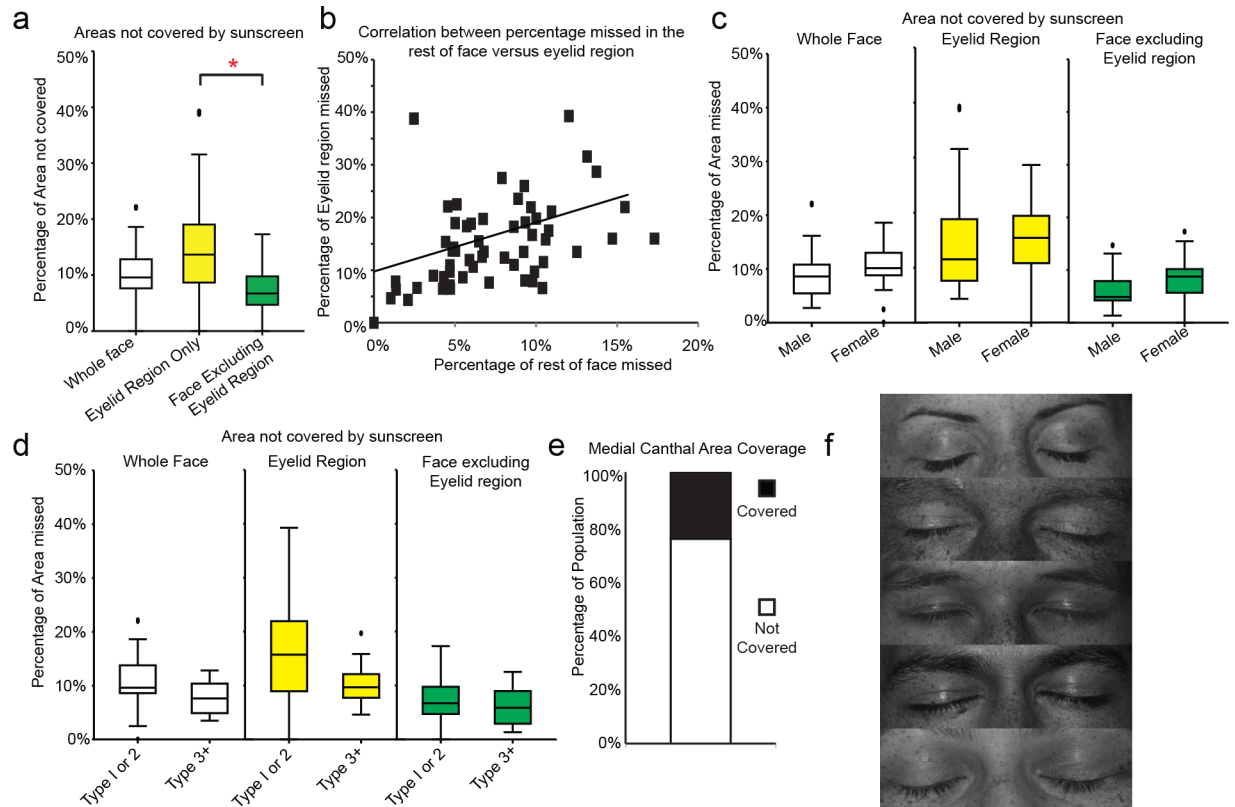 a
Areas not covered by sunscreen
Percentage of Area not covered
50%
40%
30%
20%
10%
0%
*
Whole face
Eyelid Region Only
Face Excluding
Eyelid Region
b
Correlation between percentage missed in the
rest of face versus eyelid region
Percentage of Eyelid region missed
50%
40%
30%
20%
10%
0%
0%
5%
10%
15%
20%
Percentage of rest of face missed
c
Area not covered by sunscreen
Whole Face
Eyelid Region
Face excluding
Eyelid region
Percentage of Area missed
50%
40%
30%
20%
10%
0%
Male
Female
Male
Female
Male
Female
d
Area not covered by sunscreen
Whole Face
Eyelid Region
Face excluding
Eyelid region
Percentage of Area missed
50%
40%
30%
20%
10%
0%
Type I or 2
Type 3+
Type I or 2
Type 3+
Type I or 2
Type 3+
e
Medial Canthal Area Coverage
Percentage of Population
100%
80%
60%
40%
20%
0%
Covered
Not
Covered
f